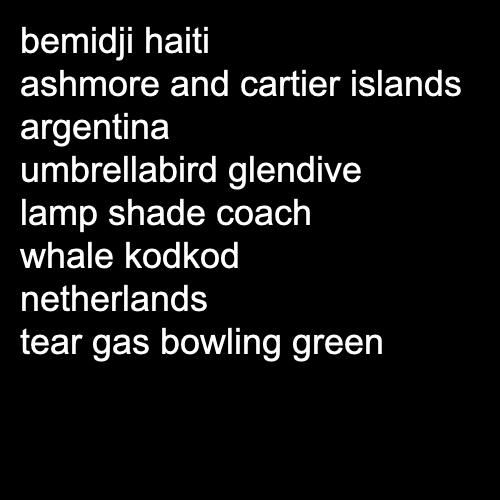 bemidji haiti
ashmore and cartier islands
argentina
umbrellabird glendive
lamp shade coach
whale kodkod
netherlands
tear gas bowling green